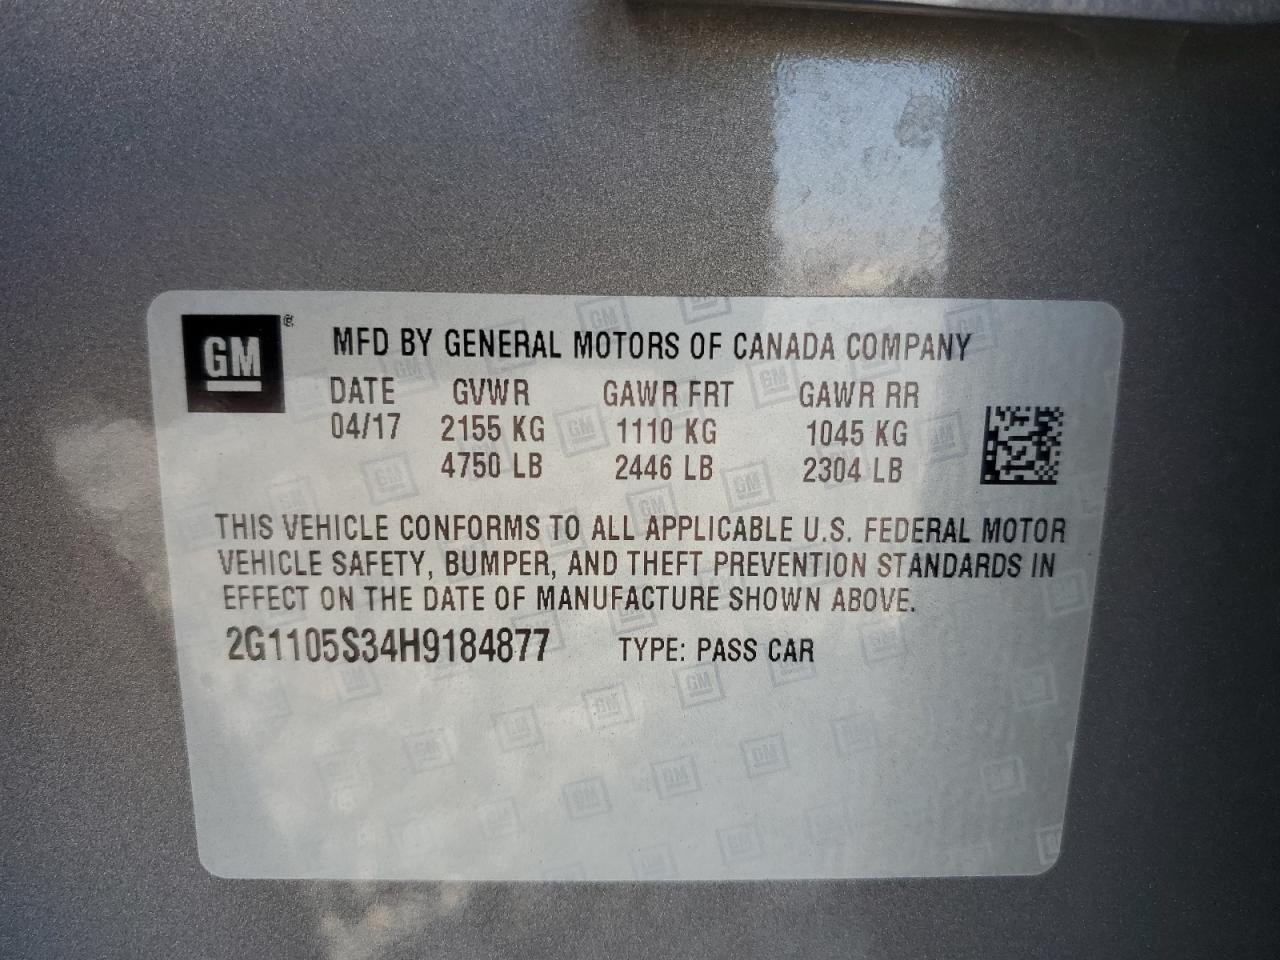 GM ®
MFD BY GENERAL MOTORS OF CANADA COMPANY
DATE GVWR GAWR FRT GAWR RR
04/17 2155 KG 1110 KG 1045 KG
4750 LB 2446 LB 2304 LB
THIS VEHICLE CONFORMS TO ALL APPLICABLE U.S. FEDERAL MOTOR
VEHICLE SAFETY, BUMPER, AND THEFT PREVENTION STANDARDS IN
EFFECT ON THE DATE OF MANUFACTURE SHOWN ABOVE.
2G1105S34H9184877 TYPE: PASS CAR